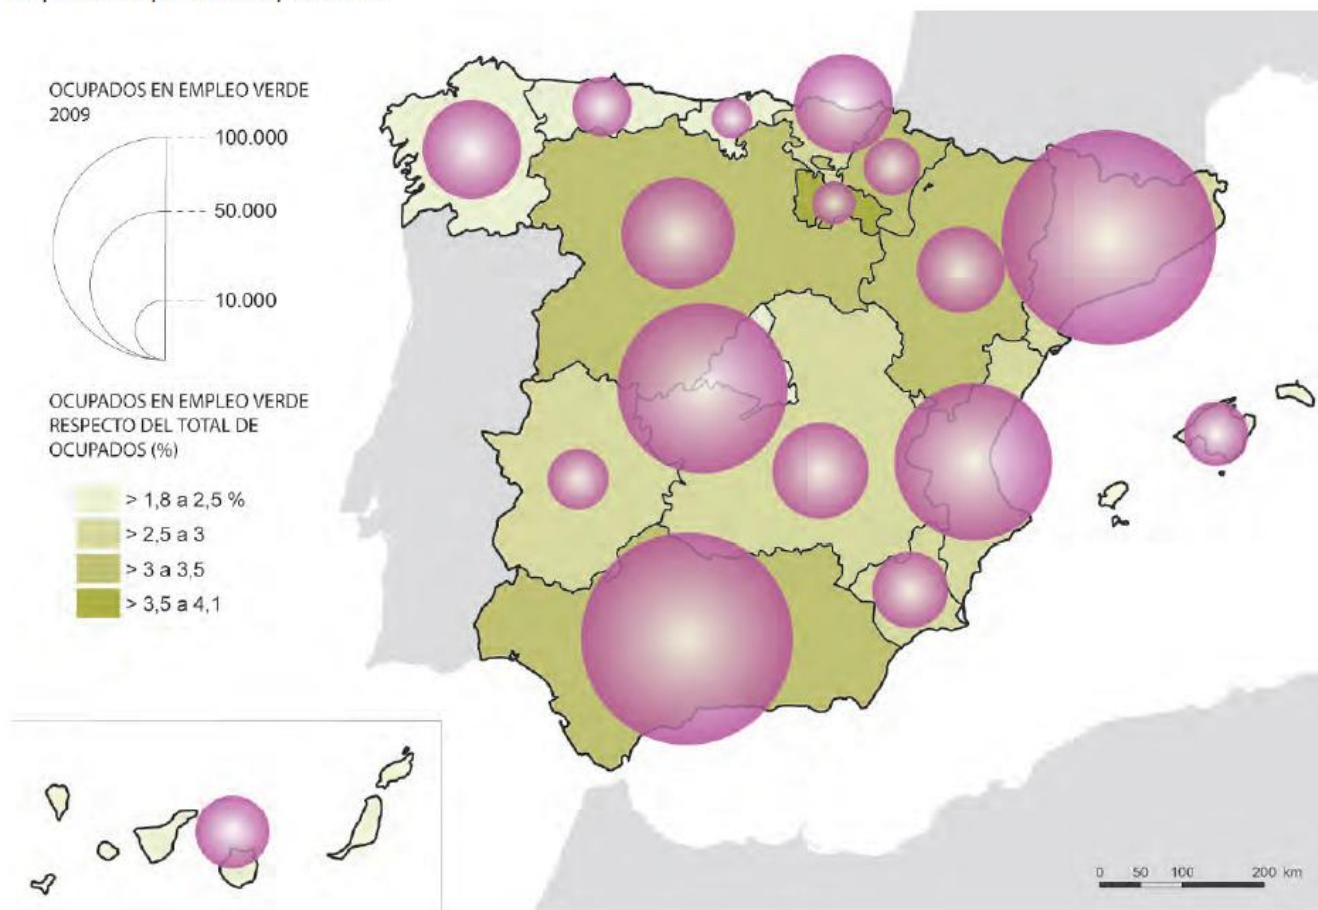 OCUPADOS EN EMPLEO VERDE
2009
100.000
50.000
10.000
OCUPADOS EN EMPLEO VERDE
RESPECTO DEL TOTAL DE
OCUPADOS (%)
> 1,8 a 2,5 %
> 2,5 a 3
> 3 a 3,5
> 3,5 a 4,1
0 50 100 200 km